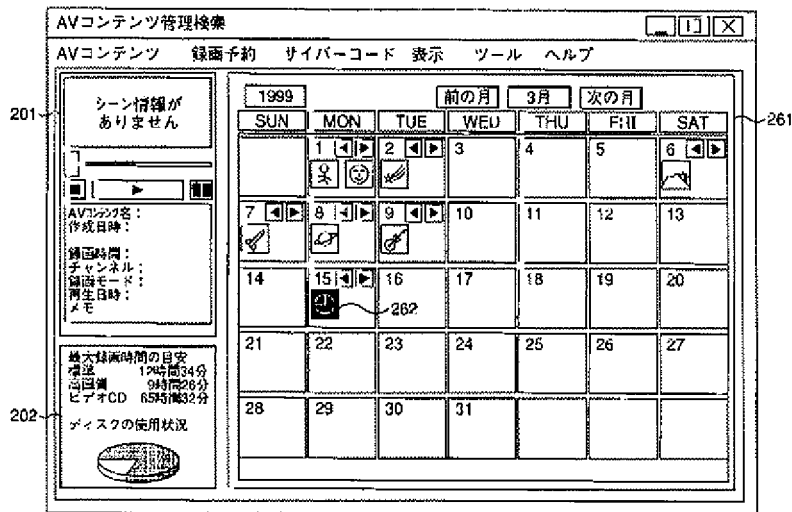 AVコンテンツ管理検索
AVコンテンツ 録画予約 サイバーコード 表示 ツール ヘルプ
201
シーン情報が
ありません
AVコンテンツ名：
作成日時：
録画時間：
チャンネル：
録画モード：
再生日時：
メモ
202
最大録画時間の目安
標準 12時間34分
高画質 9時間26分
ビデオCD 65時間32分
ディスクの使用状況
1999 前の月 3月 次の月
261
SUN MON TUE WED THU FRI SAT
1 2 3 4 5 6
7 8 9 10 11 12 13
14 15 16 17 18 19 20
262
21 22 23 24 25 26 27
28 29 30 31